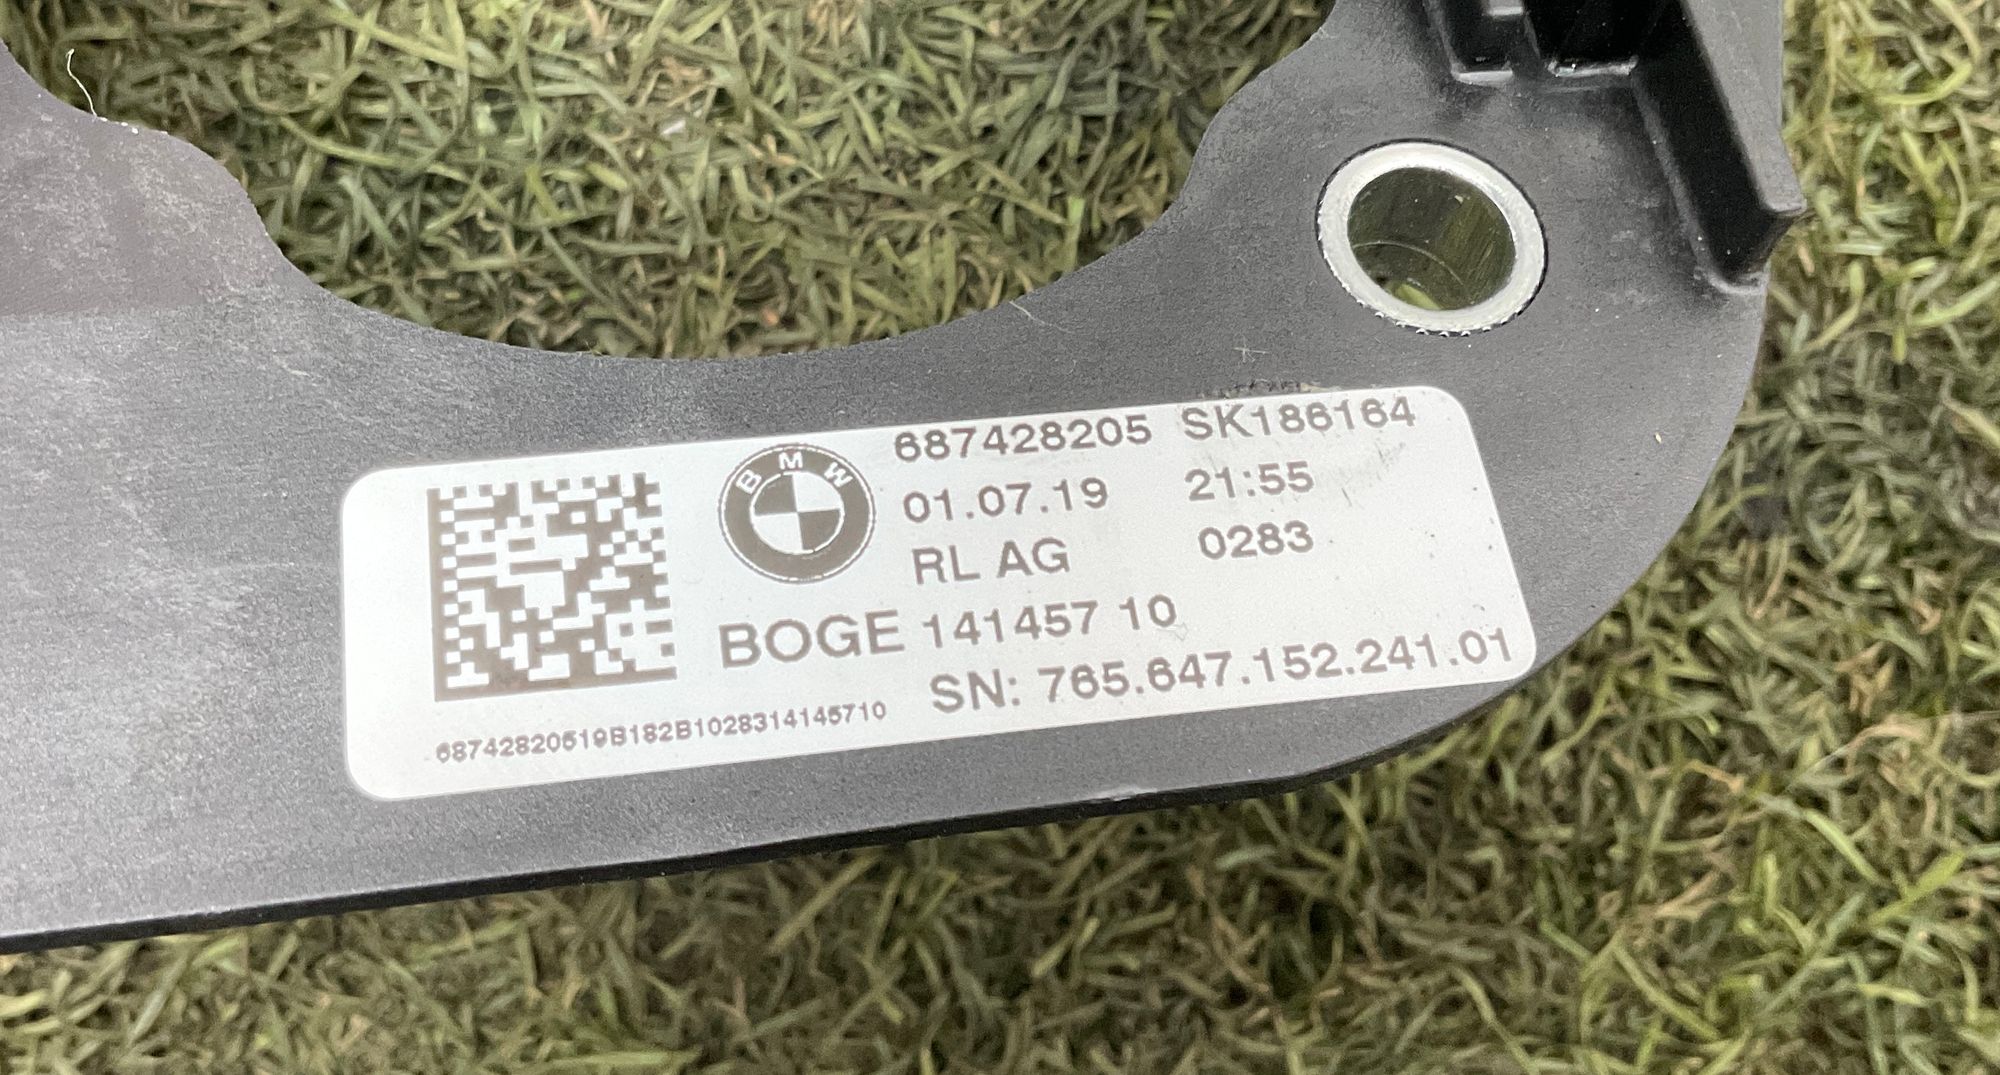 BMW
687428205 SK186164
01.07.19 21:55
RL AG 0283
BOGE 141457 10
SN: 765.647.152.241.01
68742820519B182B1028314145710